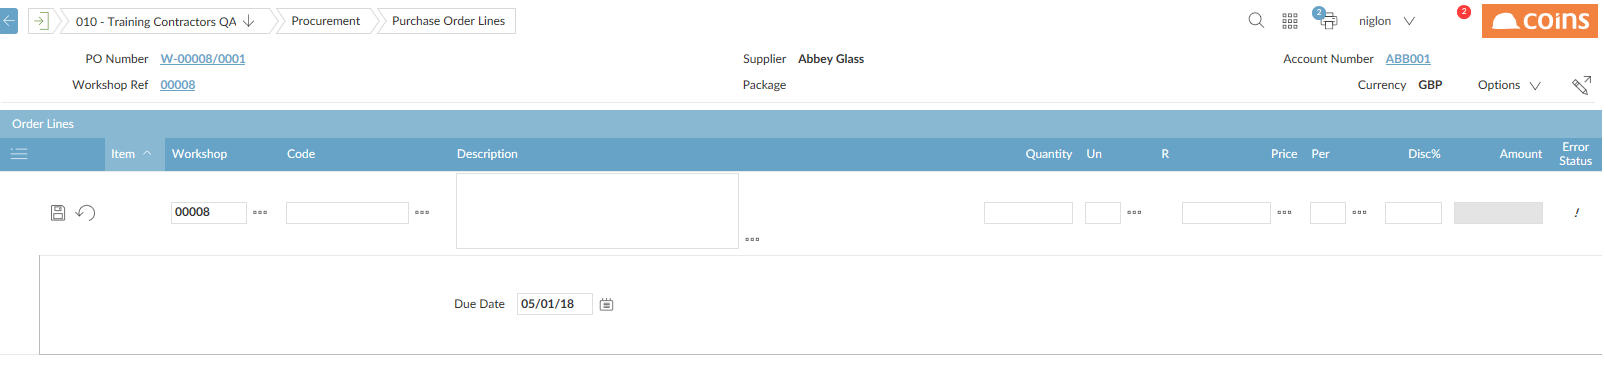 010 - Training Contractors QA Procurement Purchase Order Lines 2 niglon 2 coins
PO Number W-00008/0001 Supplier Abbey Glass Account Number ABB001
Workshop Ref 00008 Package Currency GBP Options
Order Lines
Item Workshop Code Description Quantity Un R Price Per Disc% Amount Error Status
00008 !
Due Date 05/01/18